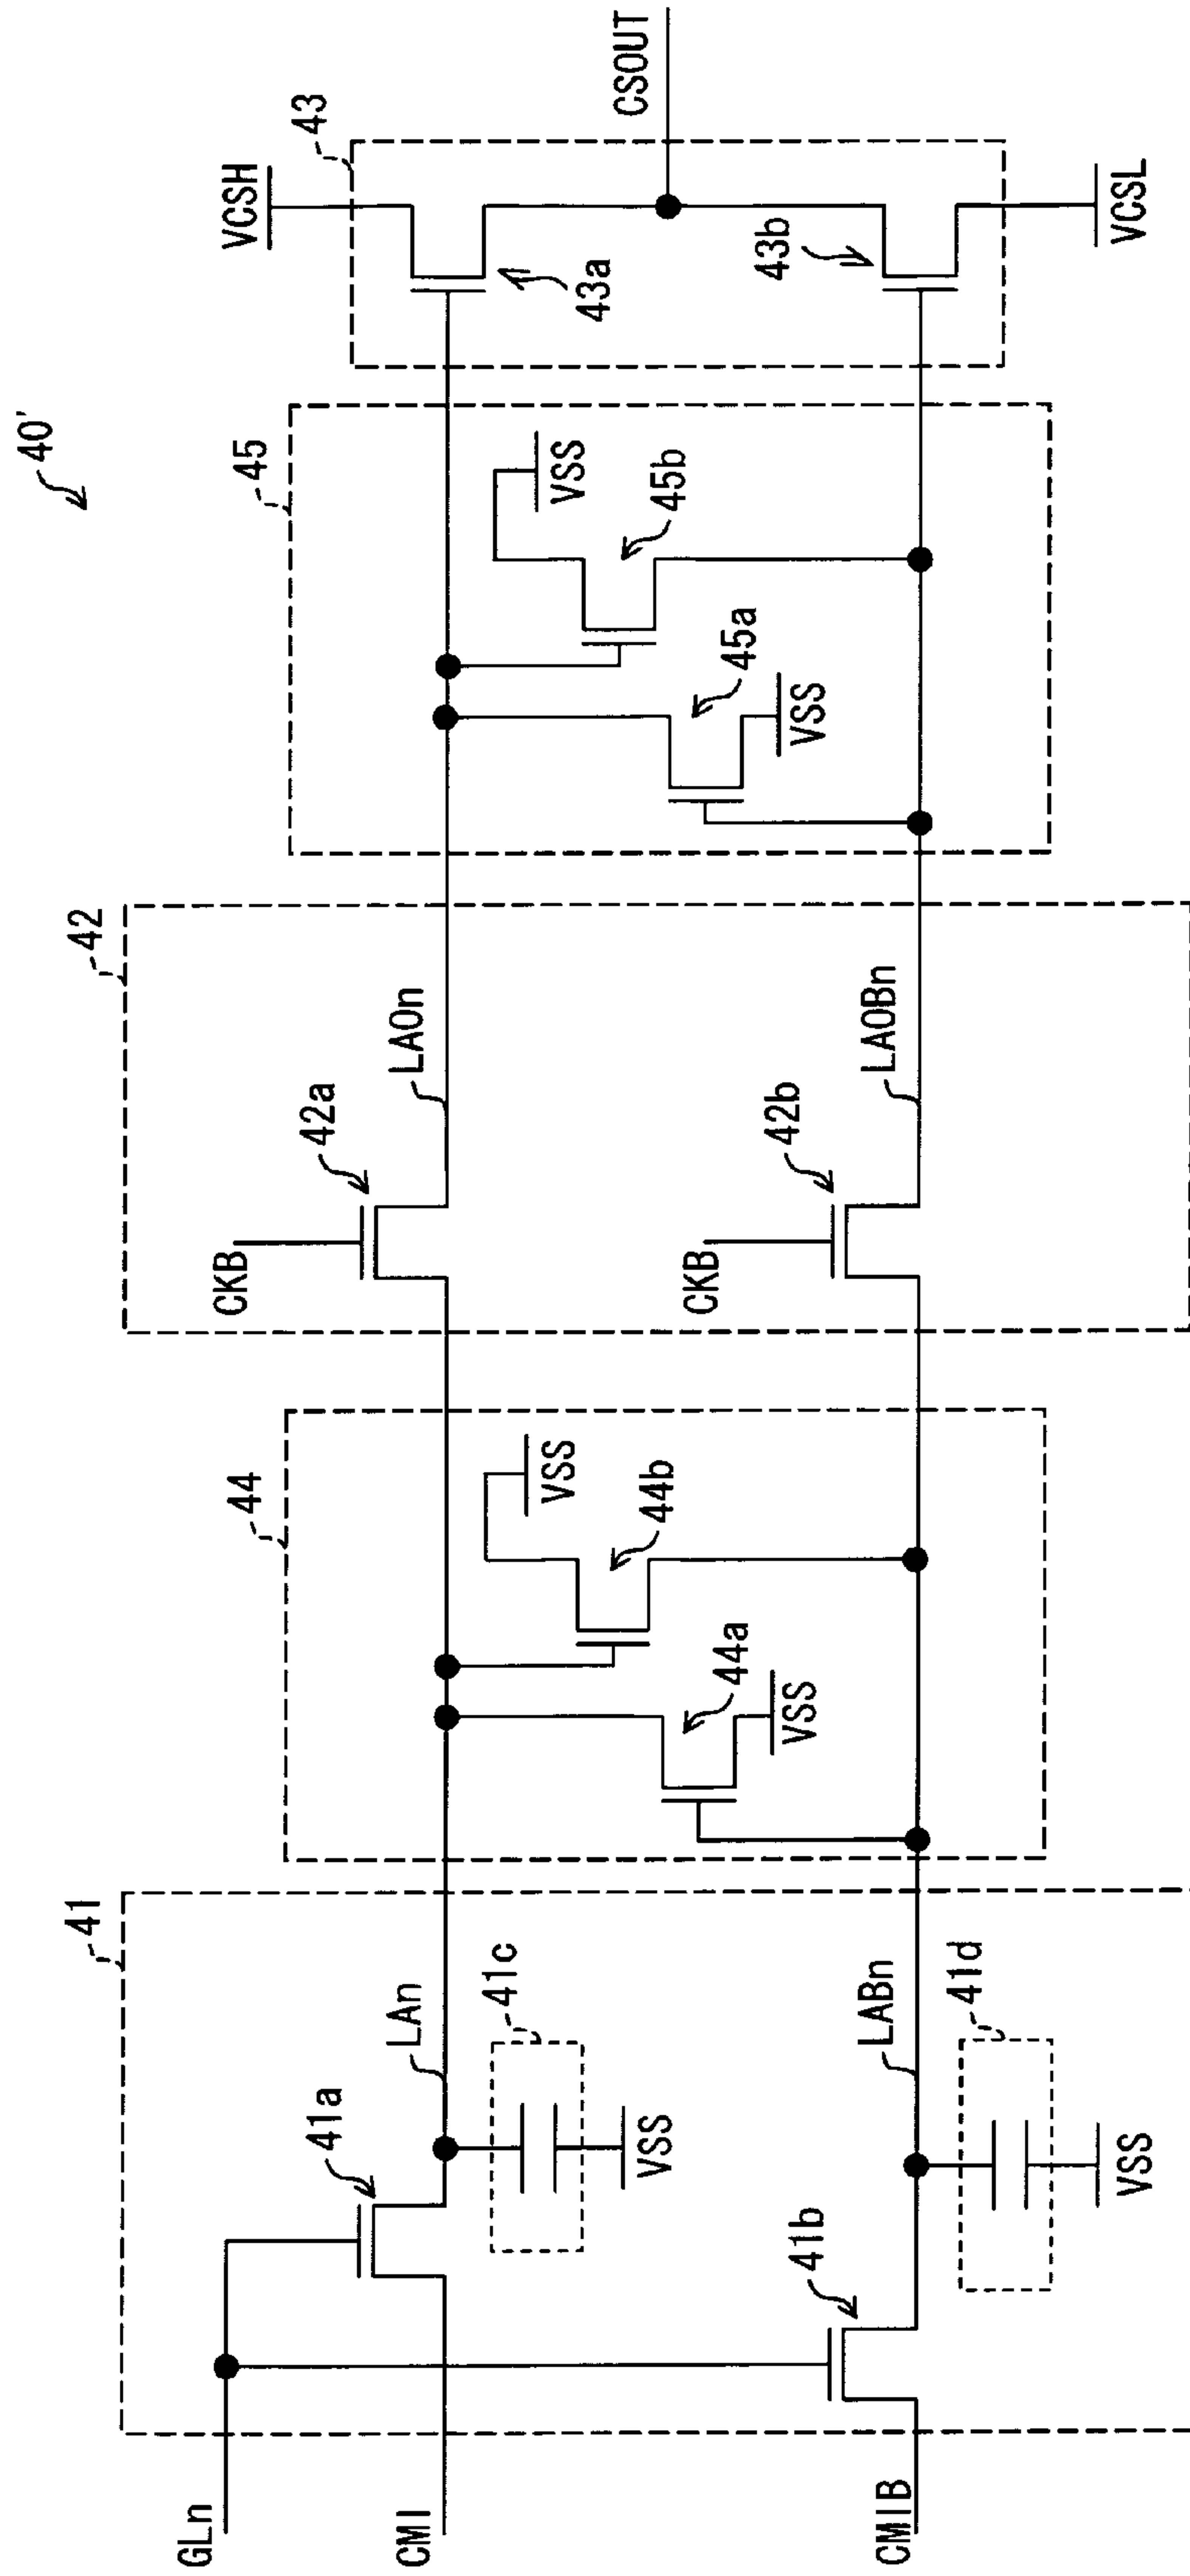 40'
GLn
CMI
CMIB
41
41a
41b
LAn
41c
VSS
LABn
41d
VSS
44
44a
VSS
44b
VSS
42
CKB
42a
LAOn
CKB
42b
LAOBn
45
45a
VSS
45b
VSS
43
VCSH
43a
43b
VCSL
CSOUT